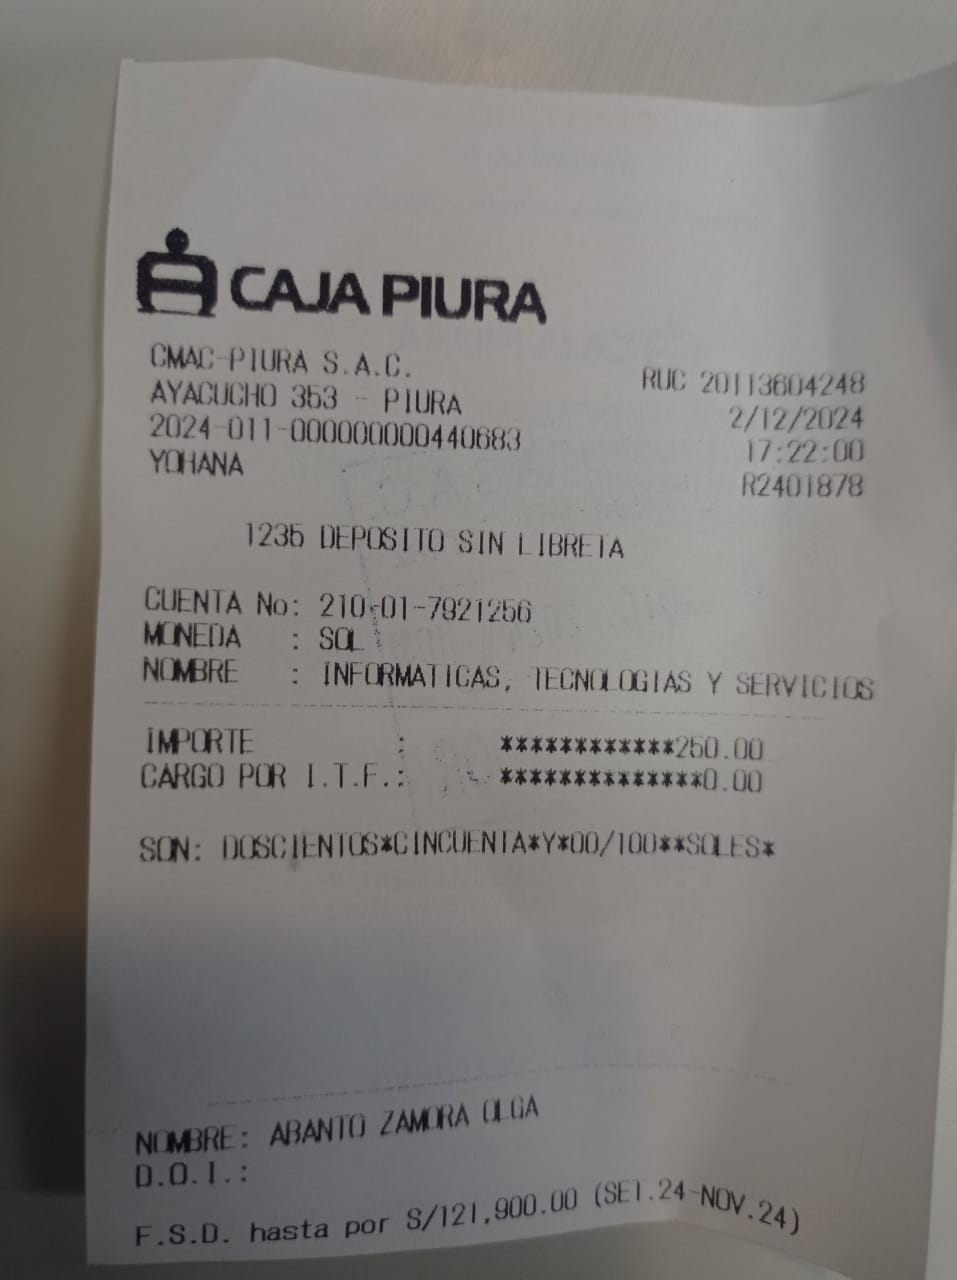 CAJA PIURA
CMAC-PIURA S.A.C.
RUC 20113604248
AYACUCHO 353 - PIURA
2/12/2024
2024-011-000000000440683
17:22:00
YOHANA
R2401878
1235 DEPOSITO SIN LIBRETA
CUENTA No: 210-01-7821256
MONEDA : SOL
NOMBRE : INFORMATICAS, TECNOLOGIAS Y SERVICIOS
IMPORTE : ************250.00
CARGO POR I.T.F.: **************0.00
SON: DOSCIENTOS*CINCUENTA*Y*00/100**SOLES*
NOMBRE: ABANTO ZAMORA OLGA
D.O.I.:
F.S.D. hasta por S/121,900.00 (SET.24-NOV.24)